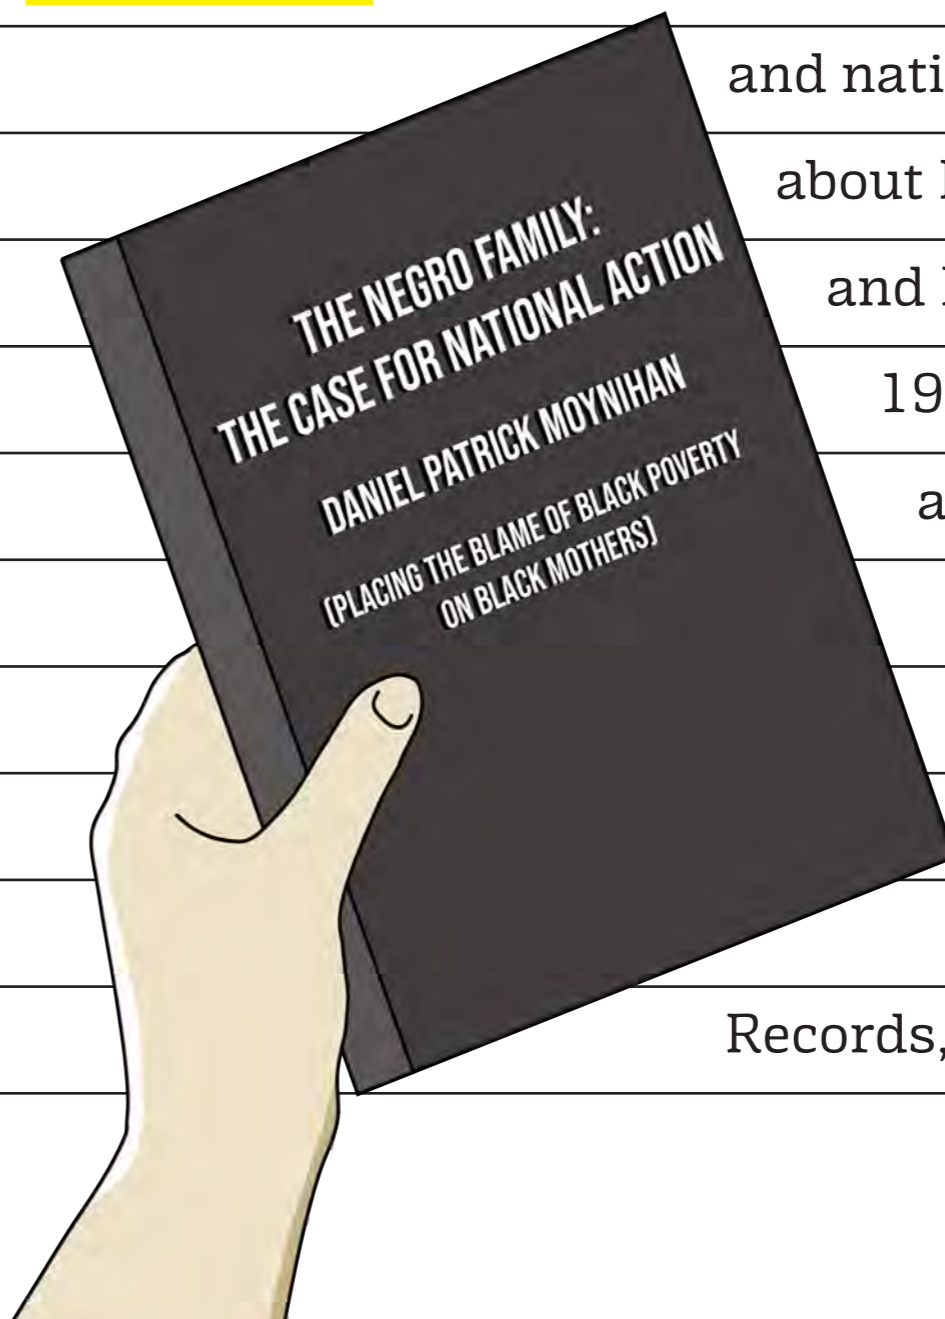 and nati
about
and
19
a
THE NEGRO FAMILY:
THE CASE FOR NATIONAL ACTION
DANIEL PATRICK MOYNIHAN
(PLACING THE BLAME OF BLACK POVERTY
ON BLACK MOTHERS)
Records,